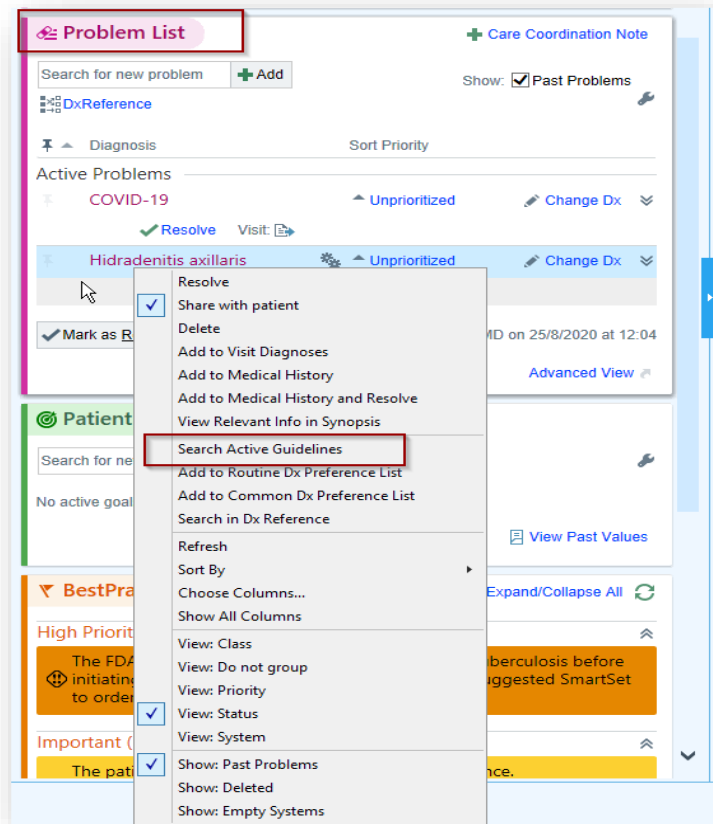 Problem List
Care Coordination Note
Search for new problem Add
Show: Past Problems
DxReference
Diagnosis Sort Priority
Active Problems
COVID-19 Unprioritized Change Dx
Resolve Visit:
Hidradenitis axillaris Unprioritized Change Dx
Resolve
Share with patient
Delete
Add to Visit Diagnoses
Add to Medical History
Add to Medical History and Resolve
View Relevant Info in Synopsis
Search Active Guidelines
Add to Routine Dx Preference List
Add to Common Dx Preference List
Search in Dx Reference
Refresh
Sort By
Choose Columns...
Show All Columns
View: Class
View: Do not group
View: Priority
View: Status
View: System
Show: Past Problems
Show: Deleted
Show: Empty Systems
Mark as R
MD on 25/8/2020 at 12:04
Advanced View
Patient
Search for ne
No active goal
View Past Values
BestPra
Expand/Collapse All
High Priorit
The FDA
berculosis before
initiating
uggested SmartSet
to order
Important (
The pati
nce.